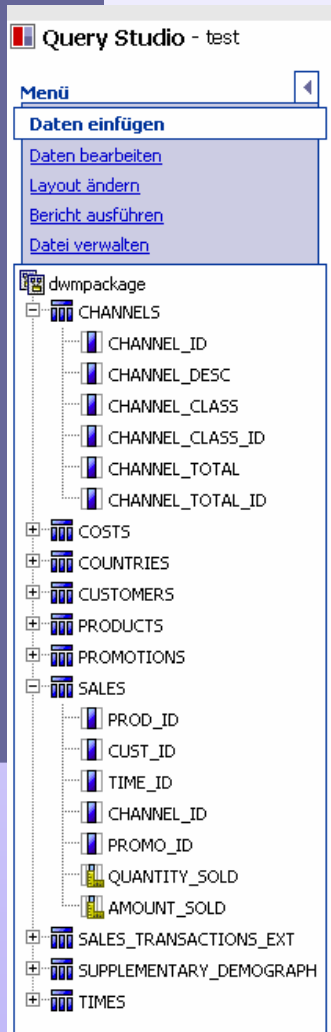 Query Studio - test
Menü
Daten einfügen
Daten bearbeiten
Layout ändern
Bericht ausführen
Datei verwalten
dwmpackage
CHANNELS
CHANNEL_ID
CHANNEL_DESC
CHANNEL_CLASS
CHANNEL_CLASS_ID
CHANNEL_TOTAL
CHANNEL_TOTAL_ID
COSTS
COUNTRIES
CUSTOMERS
PRODUCTS
PROMOTIONS
SALES
PROD_ID
CUST_ID
TIME_ID
CHANNEL_ID
PROMO_ID
QUANTITY_SOLD
AMOUNT_SOLD
SALES_TRANSACTIONS_EXT
SUPPLEMENTARY_DEMOGRAPH
TIMES